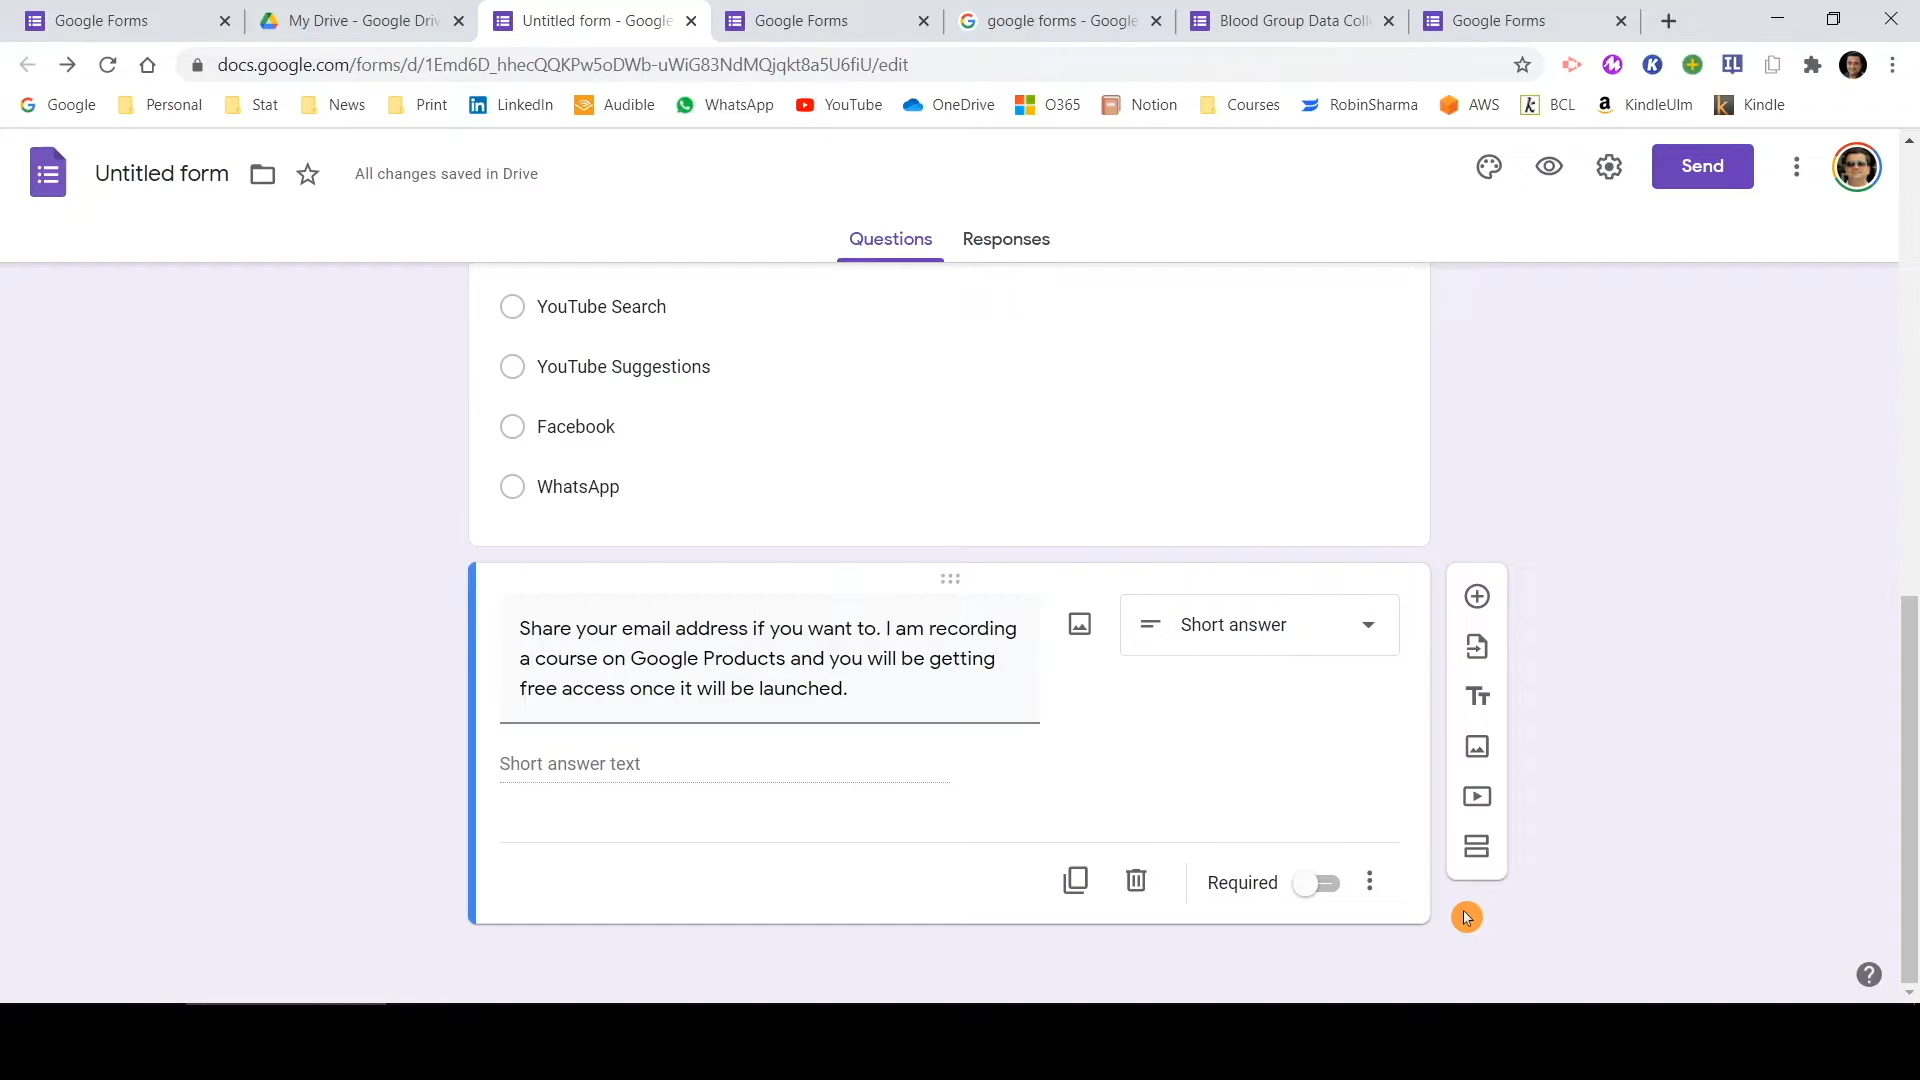 Google Forms
My Drive - Google Driv
Untitled form - Google
Google Forms
google forms - Google
Blood Group Data Coll
Google Forms
docs.google.com/forms/d/1Emd6D_hhecQQKPw5oDWb-uWiG83NdMQjqkt8a5U6fiU/edit
Google
Personal
Stat
News
Print
LinkedIn
Audible
WhatsApp
YouTube
OneDrive
O365
Notion
Courses
RobinSharma
AWS
BCL
KindleUlm
Kindle
Untitled form
All changes saved in Drive
Send
Questions
Responses
YouTube Search
YouTube Suggestions
Facebook
WhatsApp
Share your email address if you want to. I am recording
a course on Google Products and you will be getting
free access once it will be launched.
Short answer
Short answer text
Required